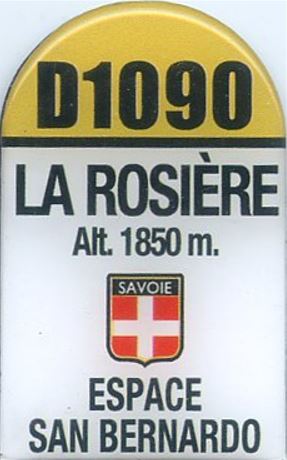 D1090
LA ROSIÈRE
Alt. 1850 m.
SAVOIE
ESPACE
SAN BERNARDO